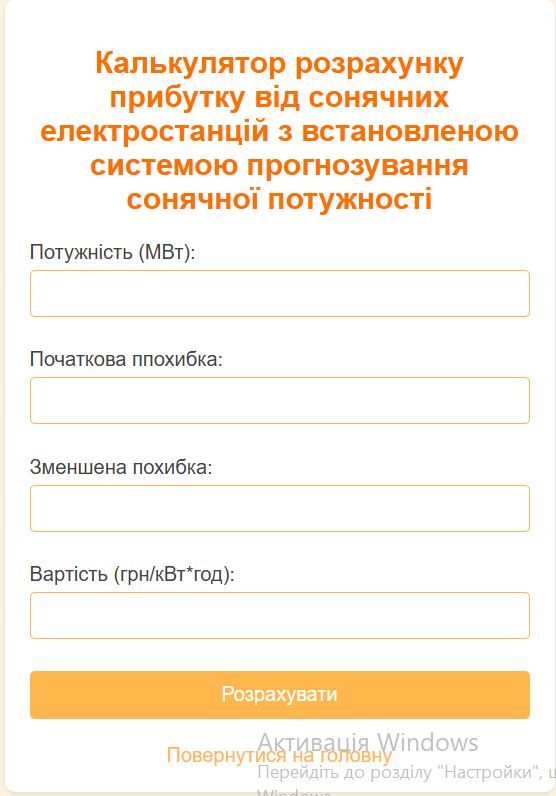 Калькулятор розрахунку
прибутку від сонячних
електростанцій з встановленою
системою прогнозування
сонячної потужності
Потужність (МВт):
Початкова ппохибка:
Зменшена похибка:
Вартість (грн/кВт*год):
Розрахувати
Активація Windows
Повернутися на головну
Перейдіть до розділу "Настройки", щ
Windows